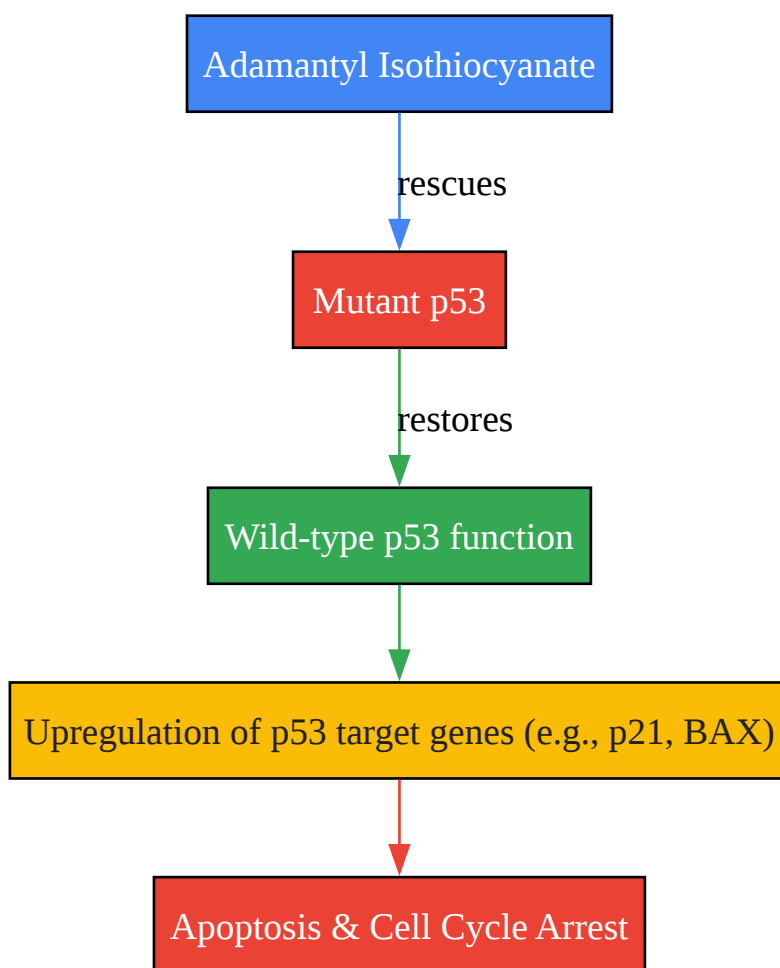 Adamantyl Isothiocyanate
rescues
Mutant p53
restores
Wild-type p53 function
Upregulation of p53 target genes (e.g., p21, BAX)
Apoptosis & Cell Cycle Arrest